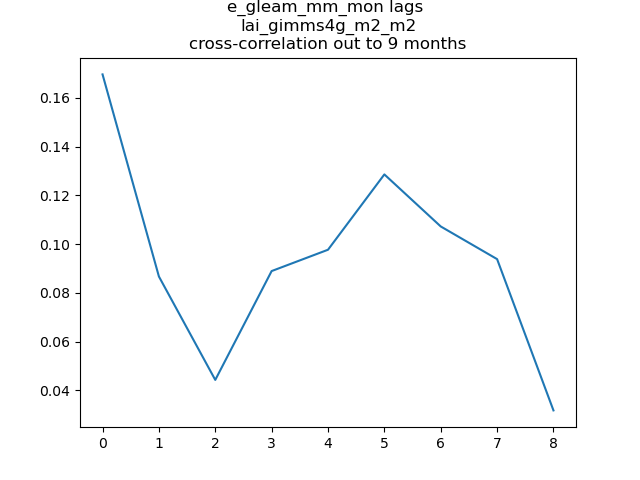 e_gleam_mm_mon lags
lai_gimms4g_m2_m2
cross-correlation out to 9 months
0.16
0.14
0.12
0.10
0.08
0.06
0.04
0 1 2 3 4 5 6 7 8